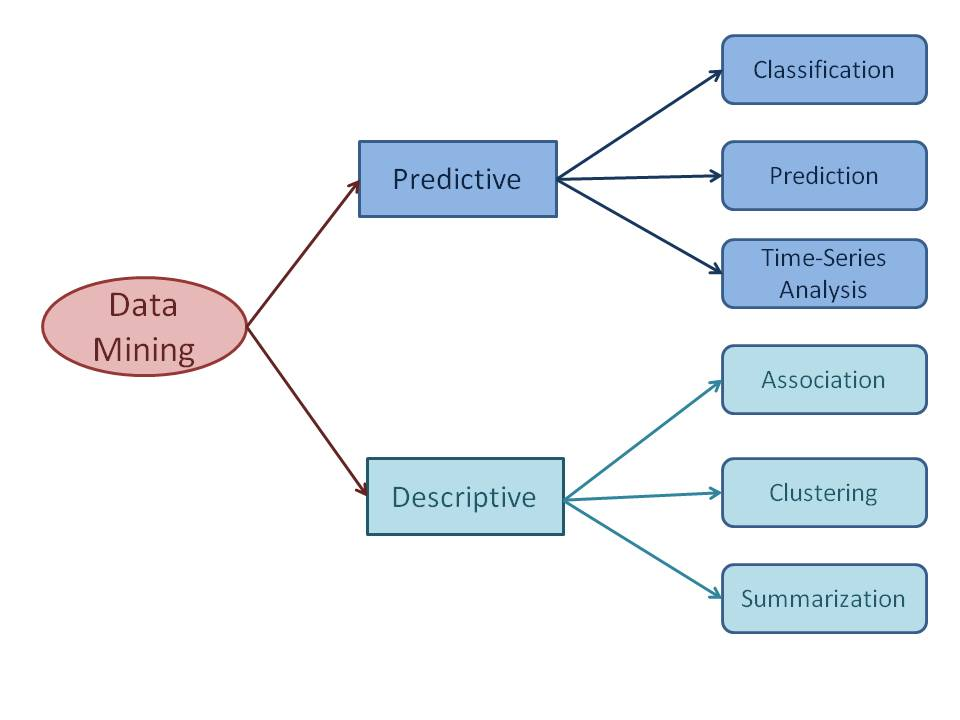 Classification
Predictive
Prediction
Time-Series
Analysis
Data
Mining
Association
Descriptive
Clustering
Summarization